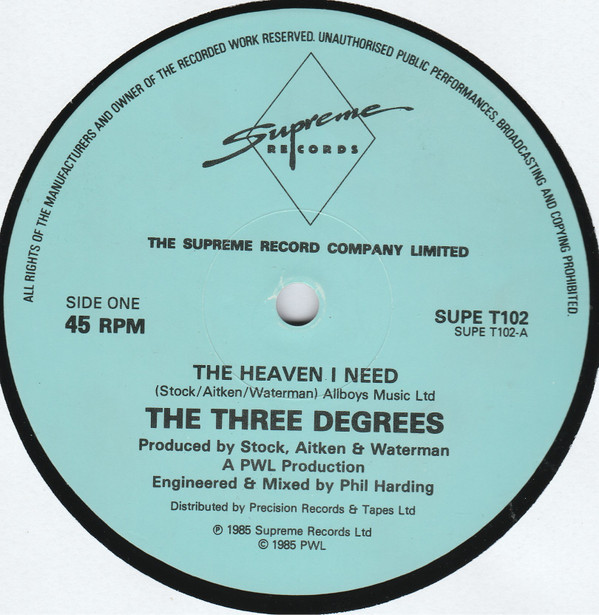 ALL RIGHTS OF THE MANUFACTURERS AND OWNER OF THE RECORDED WORK RESERVED. UNAUTHORISED PUBLIC PERFORMANCES, BROADCASTING AND COPYING PROHIBITED.
Supreme
RECORDS
THE SUPREME RECORD COMPANY LIMITED
SIDE ONE
45 RPM
SUPE T102
SUPE T102-A
THE HEAVEN I NEED
(Stock/Aitken/Waterman) Allboys Music Ltd
THE THREE DEGREES
Produced by Stock, Aitken & Waterman
A PWL Production
Engineered & Mixed by Phil Harding
Distributed by Precision Records & Tapes Ltd
℗ 1985 Supreme Records Ltd
© 1985 PWL